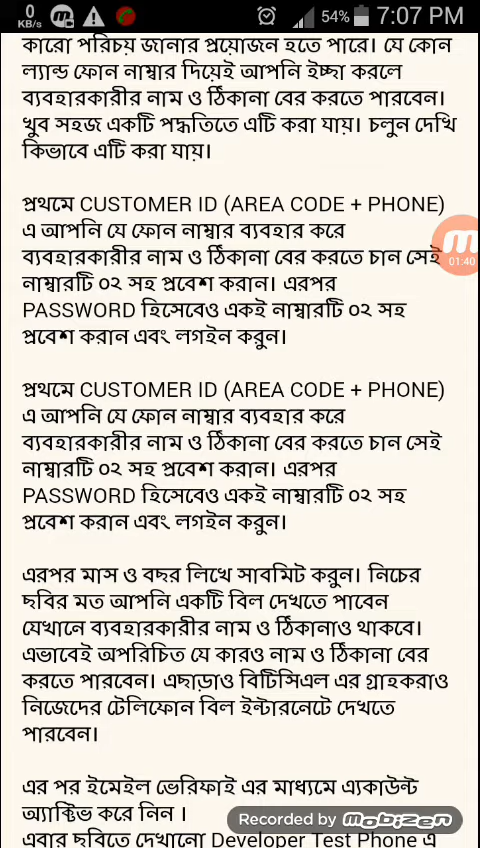 0
KB/s
54%
7:07 PM
কারো পরিচয় জানার প্রয়োজন হতে পারে। যে কোন
ল্যান্ড ফোন নাম্বার দিয়েই আপনি ইচ্ছা করলে
ব্যবহারকারীর নাম ও ঠিকানা বের করতে পারবেন।
খুব সহজ একটি পদ্ধতিতে এটি করা যায়। চলুন দেখি
কিভাবে এটি করা যায়।
প্রথমে CUSTOMER ID (AREA CODE + PHONE)
এ আপনি যে ফোন নাম্বার ব্যবহার করে
ব্যবহারকারীর নাম ও ঠিকানা বের করতে চান সেই
নাম্বারটি ০২ সহ প্রবেশ করান। এরপর
PASSWORD হিসেবেও একই নাম্বারটি ০২ সহ
প্রবেশ করান এবং লগইন করুন।
01:40
প্রথমে CUSTOMER ID (AREA CODE + PHONE)
এ আপনি যে ফোন নাম্বার ব্যবহার করে
ব্যবহারকারীর নাম ও ঠিকানা বের করতে চান সেই
নাম্বারটি ০২ সহ প্রবেশ করান। এরপর
PASSWORD হিসেবেও একই নাম্বারটি ০২ সহ
প্রবেশ করান এবং লগইন করুন।
এরপর মাস ও বছর লিখে সাবমিট করুন। নিচের
ছবির মত আপনি একটি বিল দেখতে পাবেন
যেখানে ব্যবহারকারীর নাম ও ঠিকানাও থাকবে।
এভাবেই অপরিচিত যে কারও নাম ও ঠিকানা বের
করতে পারবেন। এছাড়াও বিটিসিএল এর গ্রাহকরাও
নিজেদের টেলিফোন বিল ইন্টারনেটে দেখতে
পারবেন।
এর পর ইমেইল ভেরিফাই এর মাধ্যমে এ্যকাউন্ট
অ্যাক্টিভ করে নিন ।
Recorded by mobizen
এবার ছবিতে দেখানো Developer Test Phone এ